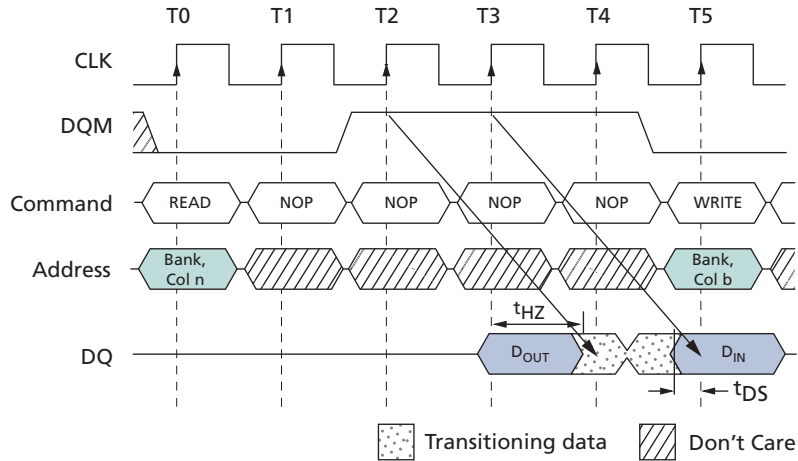 T0 T1 T2 T3 T4 T5
CLK
DQM
Command READ NOP NOP NOP NOP WRITE
Address Bank, Col n Bank, Col b
tHZ
DQ DOUT DIN
tDS
Transitioning data Don't Care